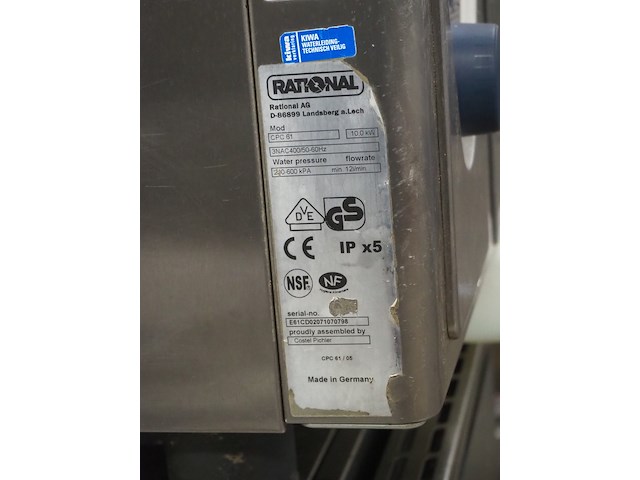 kiwa
KIWA
WATERLEIDING-
TECHNISCH VEILIG
RATIONAL
Rational AG
D-86899 Landsberg a.Lech
Mod
CPC 61 10.0 kW
3NAC400/50-60Hz
Water pressure flowrate
200-600 kPA min. 12l/min
DVE GS
CE IP x5
NSF. NF
serial-no.
E61CD02071070798
proudly assembled by
Costel Pichler
CPC 61 / 05
Made in Germany